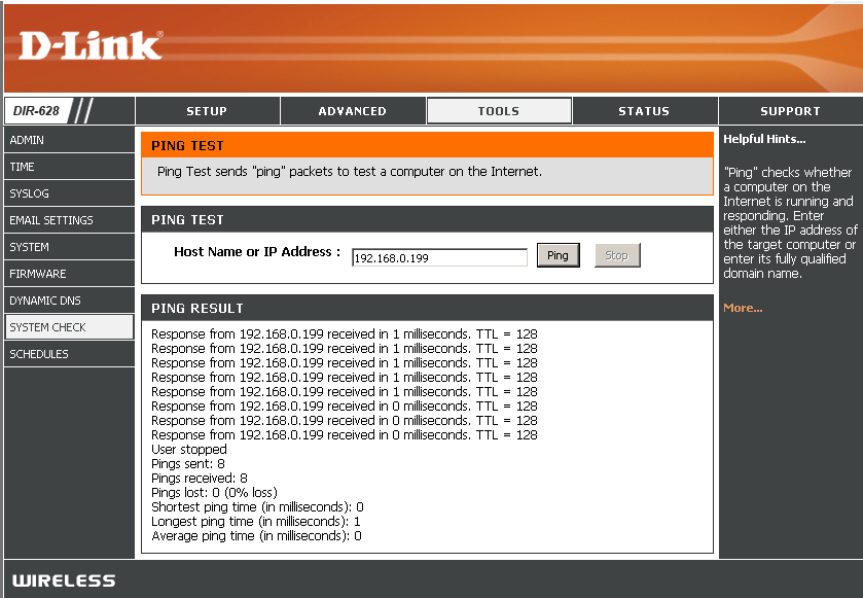 D-Link®
DIR-628
SETUP
ADVANCED
TOOLS
STATUS
SUPPORT
ADMIN
TIME
SYSLOG
EMAIL SETTINGS
SYSTEM
FIRMWARE
DYNAMIC DNS
SYSTEM CHECK
SCHEDULES
PING TEST
Ping Test sends "ping" packets to test a computer on the Internet.
PING TEST
Host Name or IP Address : 192.168.0.199 Ping Stop
PING RESULT
Response from 192.168.0.199 received in 1 milliseconds. TTL = 128
Response from 192.168.0.199 received in 1 milliseconds. TTL = 128
Response from 192.168.0.199 received in 1 milliseconds. TTL = 128
Response from 192.168.0.199 received in 1 milliseconds. TTL = 128
Response from 192.168.0.199 received in 1 milliseconds. TTL = 128
Response from 192.168.0.199 received in 0 milliseconds. TTL = 128
Response from 192.168.0.199 received in 0 milliseconds. TTL = 128
Response from 192.168.0.199 received in 0 milliseconds. TTL = 128
User stopped
Pings sent: 8
Pings received: 8
Pings lost: 0 (0% loss)
Shortest ping time (in milliseconds): 0
Longest ping time (in milliseconds): 1
Average ping time (in milliseconds): 0
Helpful Hints...
"Ping" checks whether
a computer on the
Internet is running and
responding. Enter
either the IP address of
the target computer or
enter its fully qualified
domain name.
More...
WIRELESS